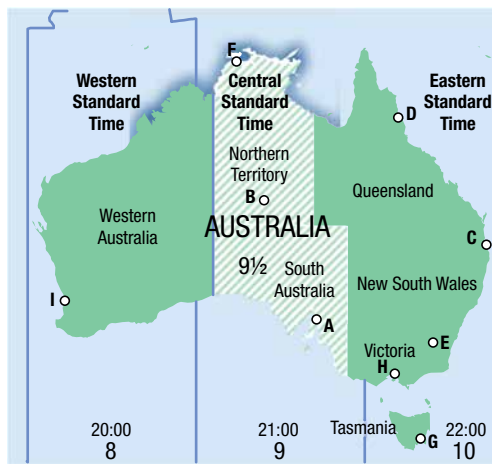 F
Western
Standard
Time
Central
Standard
Time
Eastern
Standard
Time
D
Northern
Territory
B
Queensland
Western
Australia
AUSTRALIA
C
9½
South
Australia
New South Wales
I
A
E
Victoria
H
Tasmania
G
20:00
8
21:00
9
22:00
10